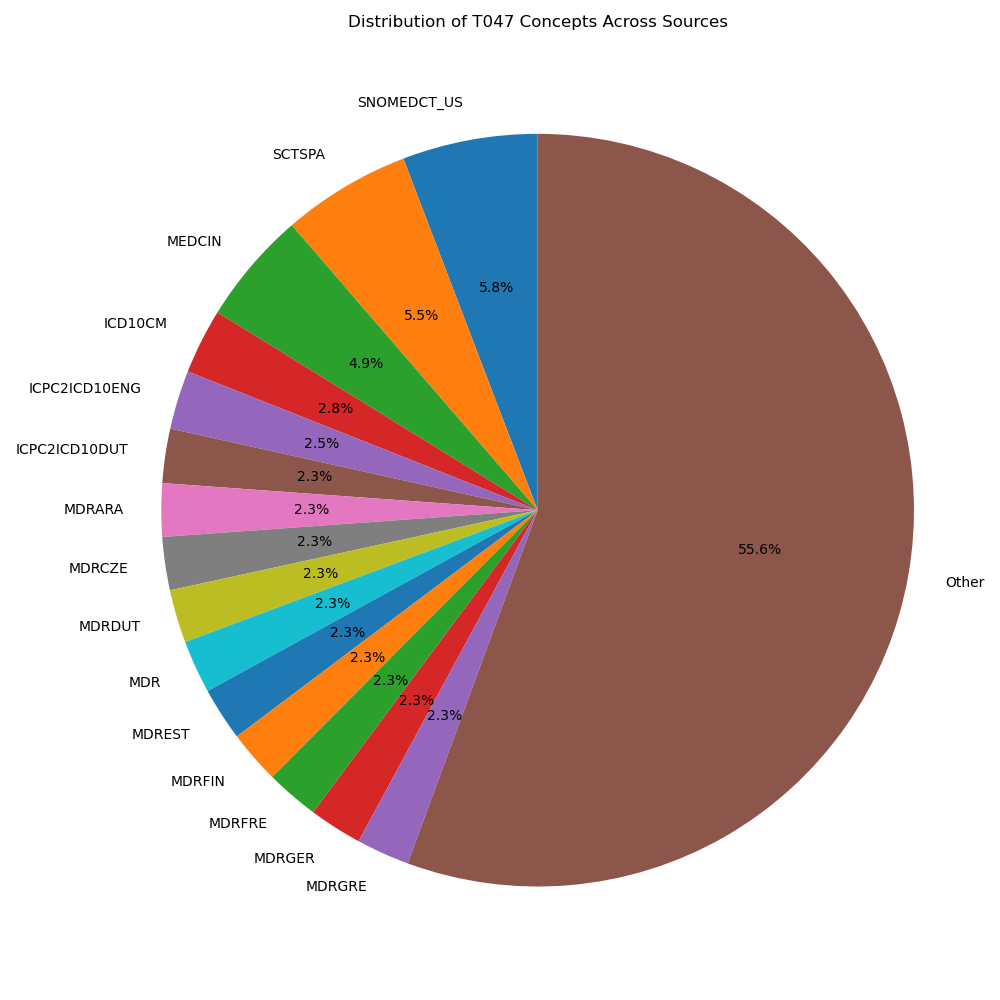 Distribution of T047 Concepts Across Sources
SNOMEDCT_US
SCTSPA
MEDCIN
ICD10CM
ICPC2ICD10ENG
ICPC2ICD10DUT
MDRARA
MDRCZE
MDRDUT
MDR
MDREST
MDRFIN
MDRFRE
MDRGER
MDRGRE
Other
5.8%
5.5%
4.9%
2.8%
2.5%
2.3%
2.3%
2.3%
2.3%
2.3%
2.3%
2.3%
2.3%
2.3%
2.3%
55.6%